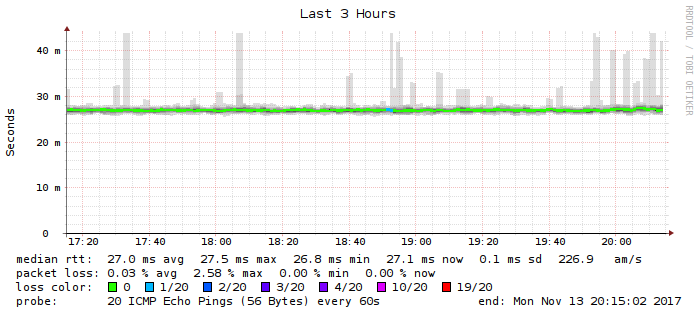 Last 3 Hours
RRDTOOL / TOBI OETIKER
Seconds
40 m
30 m
20 m
10 m
0
17:20 17:40 18:00 18:20 18:40 19:00 19:20 19:40 20:00
median rtt: 27.0 ms avg 27.5 ms max 26.8 ms min 27.1 ms now 0.1 ms sd 226.9 am/s
packet loss: 0.03 % avg 2.58 % max 0.00 % min 0.00 % now
loss color: 0 1/20 2/20 3/20 4/20 10/20 19/20
probe: 20 ICMP Echo Pings (56 Bytes) every 60s end: Mon Nov 13 20:15:02 2017